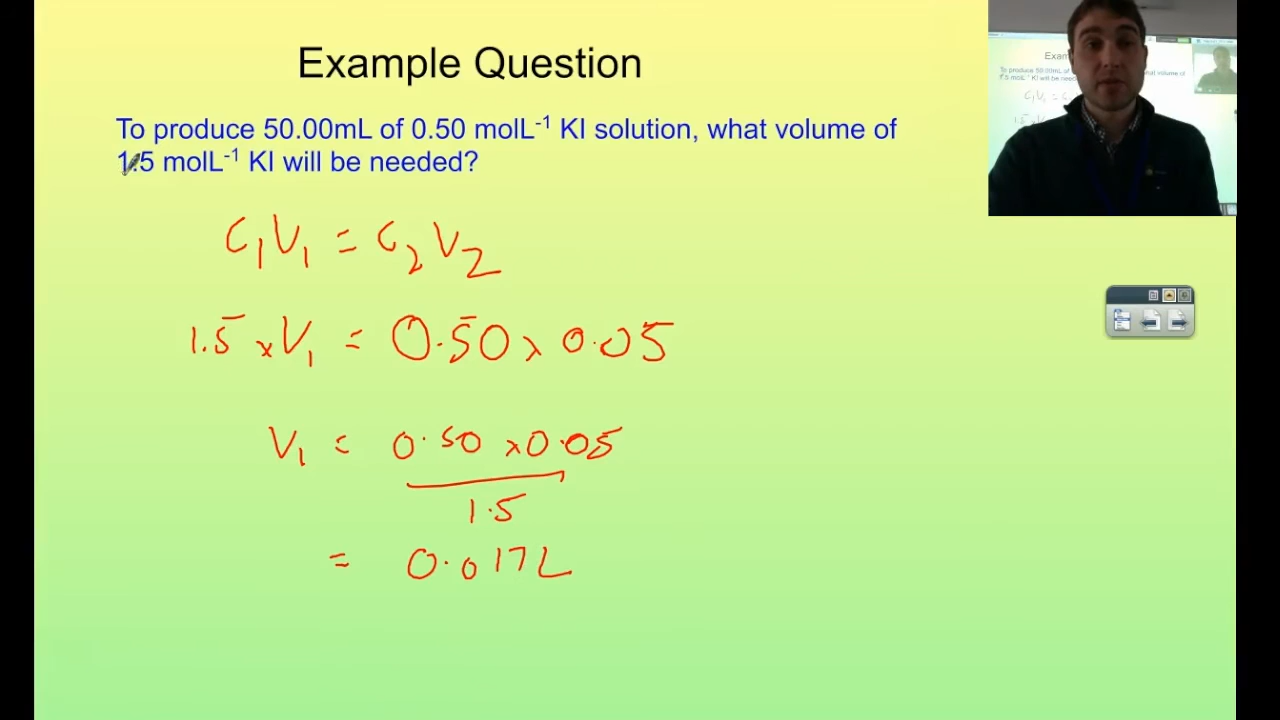 Example Question
To produce 50.00mL of 0.50 molL⁻¹ KI solution, what volume of
1.5 molL⁻¹ KI will be needed?
C₁V₁ = C₂V₂
1.5 × V₁ = 0.50 × 0.05
V₁ = 0.50 × 0.05
1.5
= 0.017L